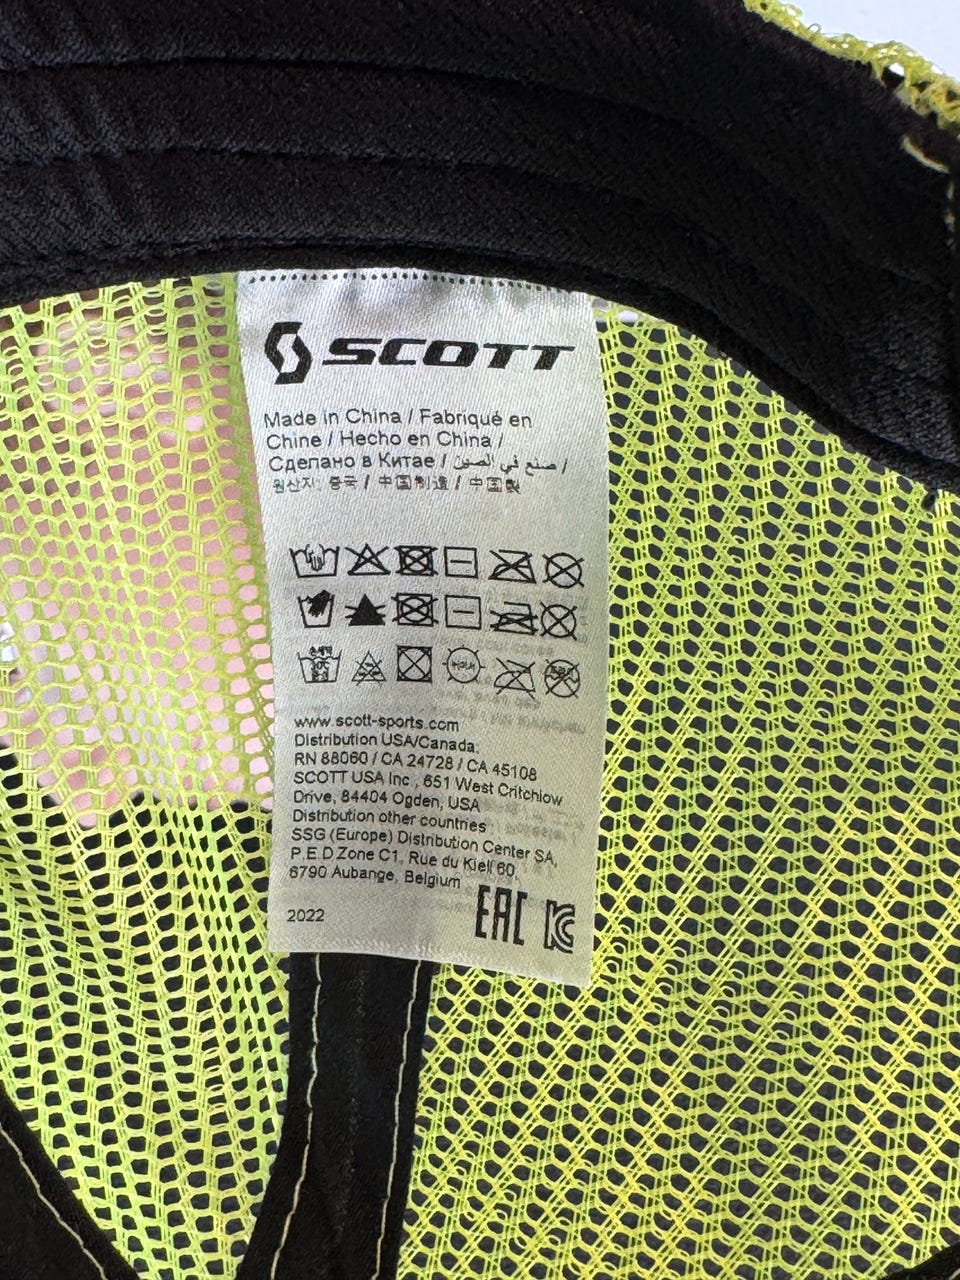 SCOTT
Made in China / Fabriqué en
Chine / Hecho en China /
Сделано в Китае / صنع في الصين /
원산지: 중국 / 中国制造 / 中國製
www.scott-sports.com
Distribution USA/Canada:
RN 88060 / CA 24728 / CA 45108
SCOTT USA Inc., 651 West Critchlow
Drive, 84404 Ogden, USA
Distribution other countries
SSG (Europe) Distribution Center SA,
P.E.D Zone C1, Rue du Kiell 60,
6790 Aubange, Belgium
2022
EAC